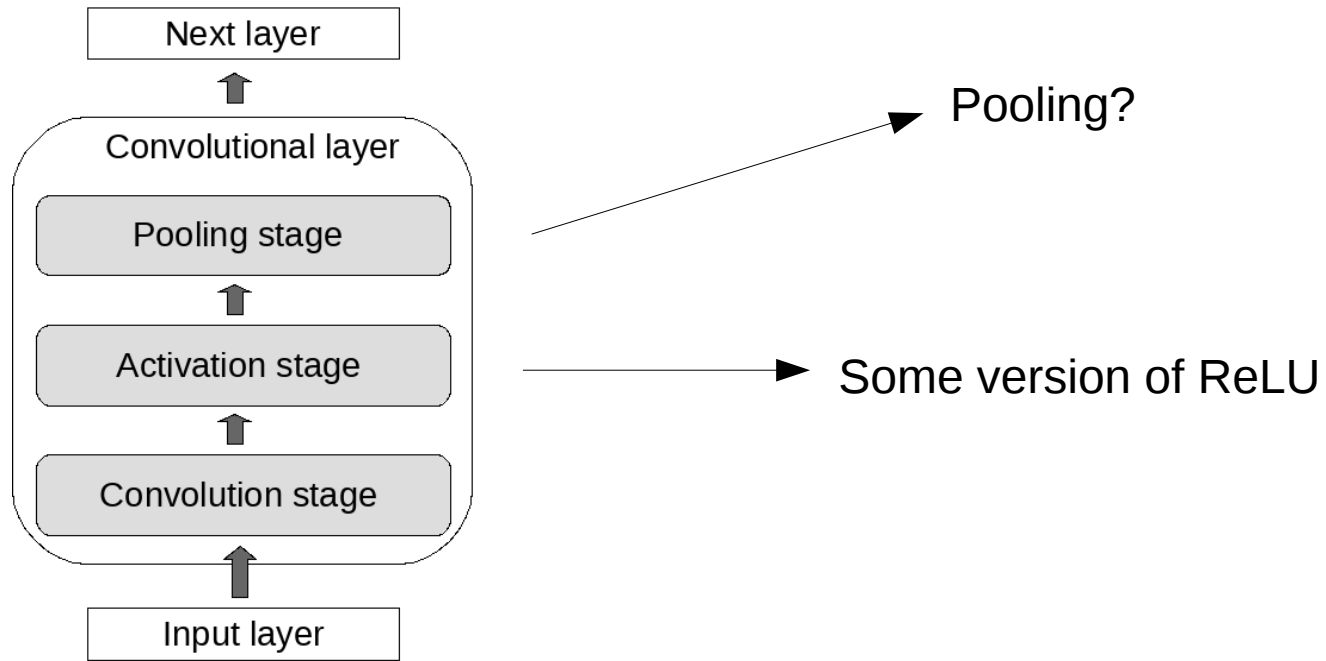 Next layer
Convolutional layer
Pooling stage
Activation stage
Convolution stage
Input layer
Pooling?
Some version of ReLU